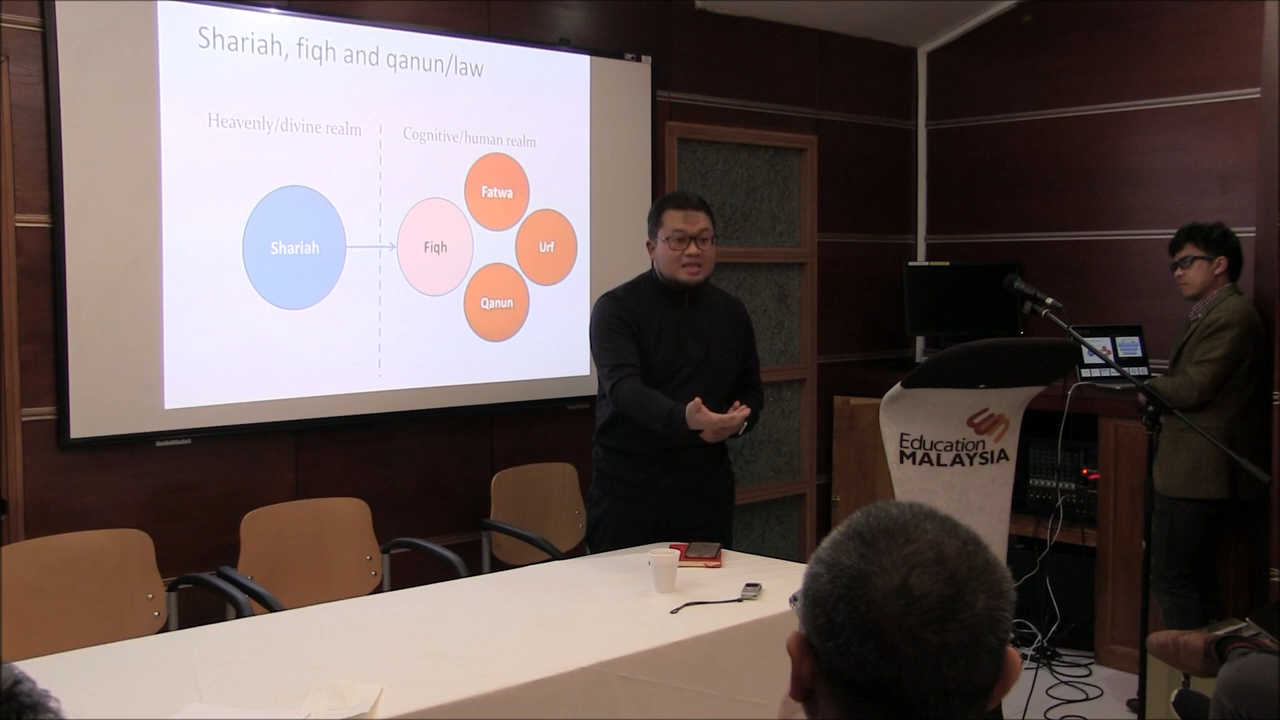 Shariah, fiqh and qanun/law
Heavenly/divine realm
Cognitive/human realm
Fatwa
Shariah
Fiqh
Urf
Qanun
Education
MALAYSIA